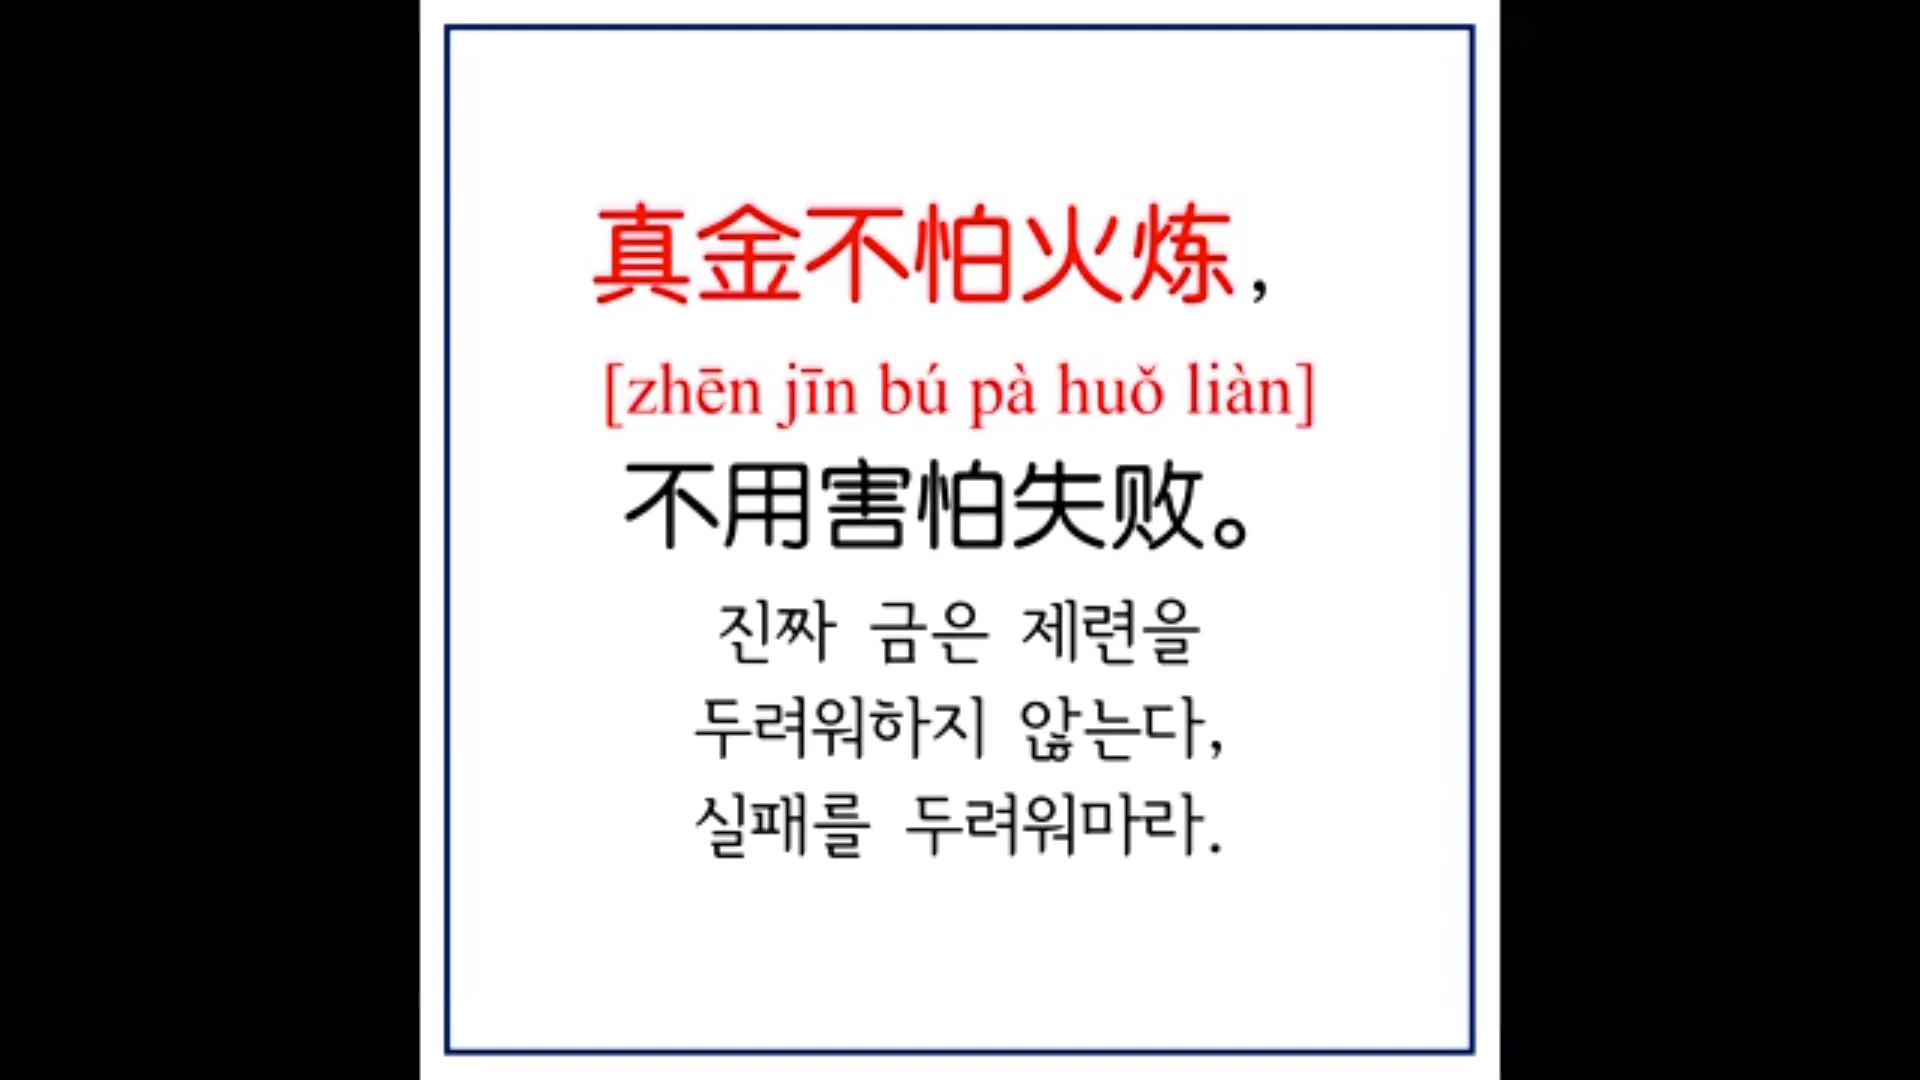 真金不怕火炼,
[zhēn jīn bú pà huǒ liàn]
不用害怕失败。
진짜 금은 제련을
두려워하지 않는다,
실패를 두려워마라.